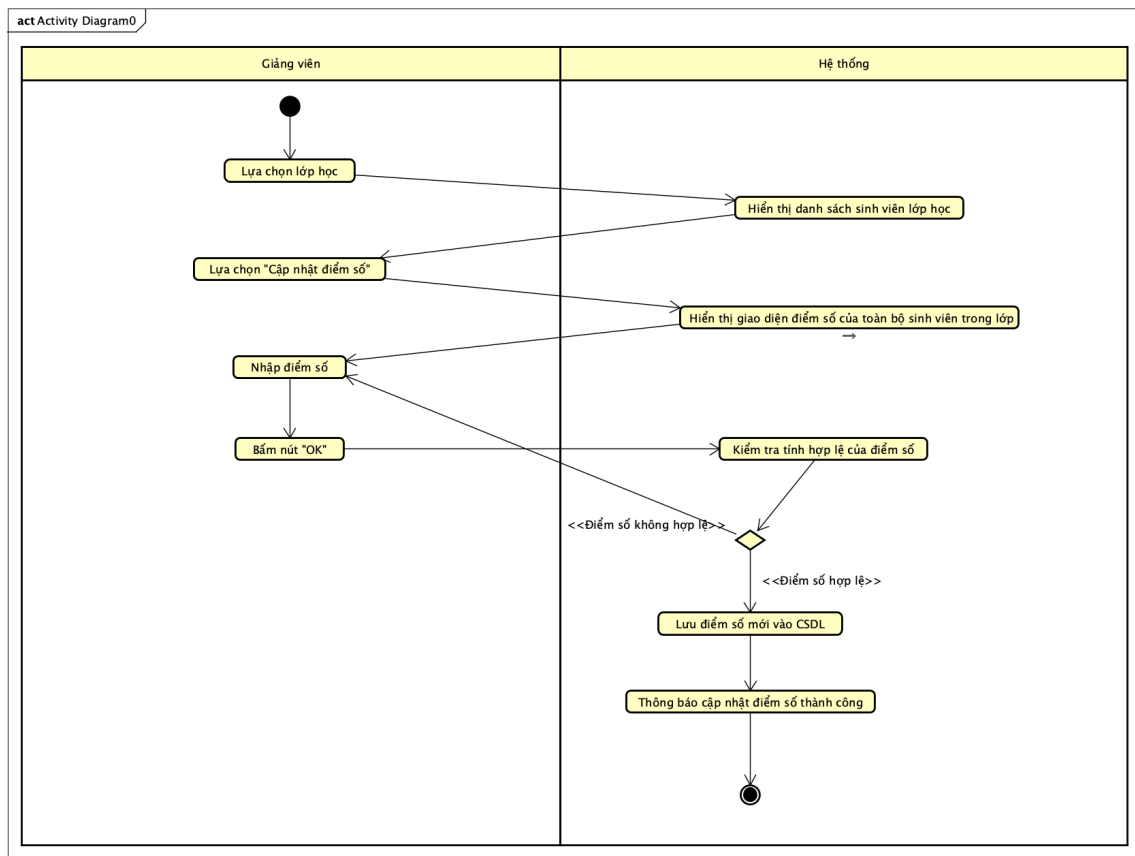 act Activity Diagram0
Giảng viên
Hệ thống
Lựa chọn lớp học
Hiển thị danh sách sinh viên lớp học
Lựa chọn "Cập nhật điểm số"
Hiển thị giao diện điểm số của toàn bộ sinh viên trong lớp
Nhập điểm số
Bấm nút "OK"
Kiểm tra tính hợp lệ của điểm số
<<Điểm số không hợp lệ>>
<<Điểm số hợp lệ>>
Lưu điểm số mới vào CSDL
Thông báo cập nhật điểm số thành công